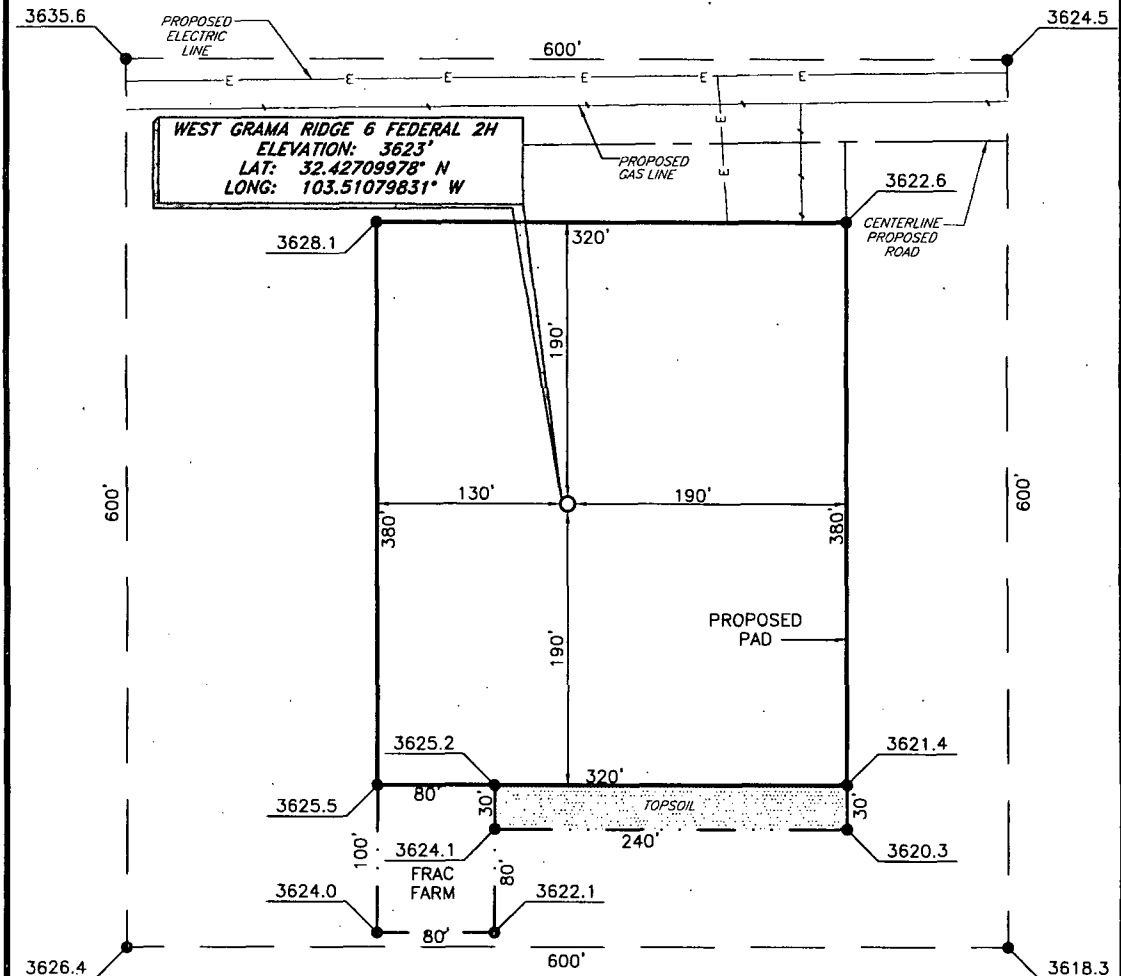 3635.6
PROPOSED
ELECTRIC
LINE
600'
3624.5
E
E
E
E
E
E
WEST GRAMA RIDGE 6 FEDERAL 2H
ELEVATION: 3623'
LAT: 32.42709978° N
LONG: 103.51079831° W
E
E
PROPOSED
GAS LINE
3622.6
CENTERLINE
PROPOSED
ROAD
3628.1
320'
190'
600'
130'
190'
600'
380'
380'
190'
PROPOSED
PAD
3625.2
3621.4
320'
3625.5
80'
30'
TOPSOIL
30'
100'
3624.1
240'
3620.3
FRAC
FARM
80'
3624.0
3622.1
80'
3626.4
600'
3618.3